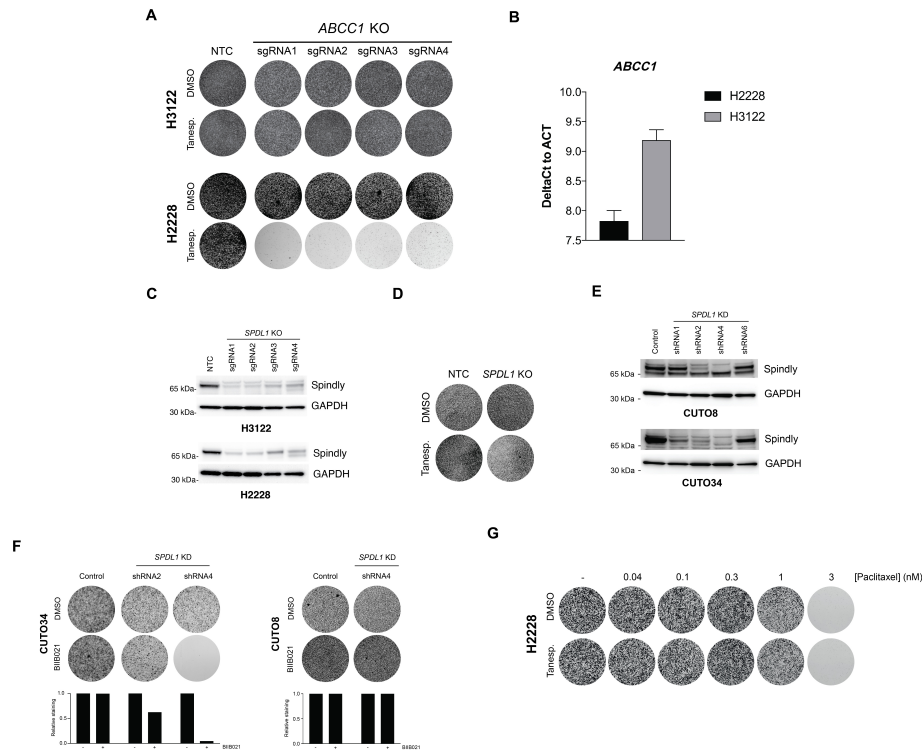 A
ABCC1 KO
NTC
sgRNA1
sgRNA2
sgRNA3
sgRNA4
H3122
DMSO
Tanesp.
H2228
DMSO
Tanesp.
B
ABCC1
DeltaCt to ACT
10.0
9.5
9.0
8.5
8.0
7.5
H2228
H3122
C
SPDL1 KO
NTC
sgRNA1
sgRNA2
sgRNA3
sgRNA4
65 kDa-
Spindly
30 kDa-
GAPDH
H3122
65 kDa-
Spindly
30 kDa-
GAPDH
H2228
D
NTC
SPDL1 KO
DMSO
Tanesp.
E
SPDL1 KD
Control
shRNA1
shRNA2
shRNA4
shRNA6
65 kDa -
Spindly
30 kDa -
GAPDH
CUTO8
65 kDa -
Spindly
30 kDa -
GAPDH
CUTO34
F
SPDL1 KD
Control
shRNA2
shRNA4
CUTO34
DMSO
BIIB021
Relative staining
1.0
0.5
0.0
- + - + - + BIIB021
SPDL1 KD
Control
shRNA4
CUTO8
DMSO
BIIB021
Relative staining
1.0
0.5
0.0
- + - + BIIB021
G
- 0.04 0.1 0.3 1 3 [Paclitaxel] (nM)
H2228
DMSO
Tanesp.